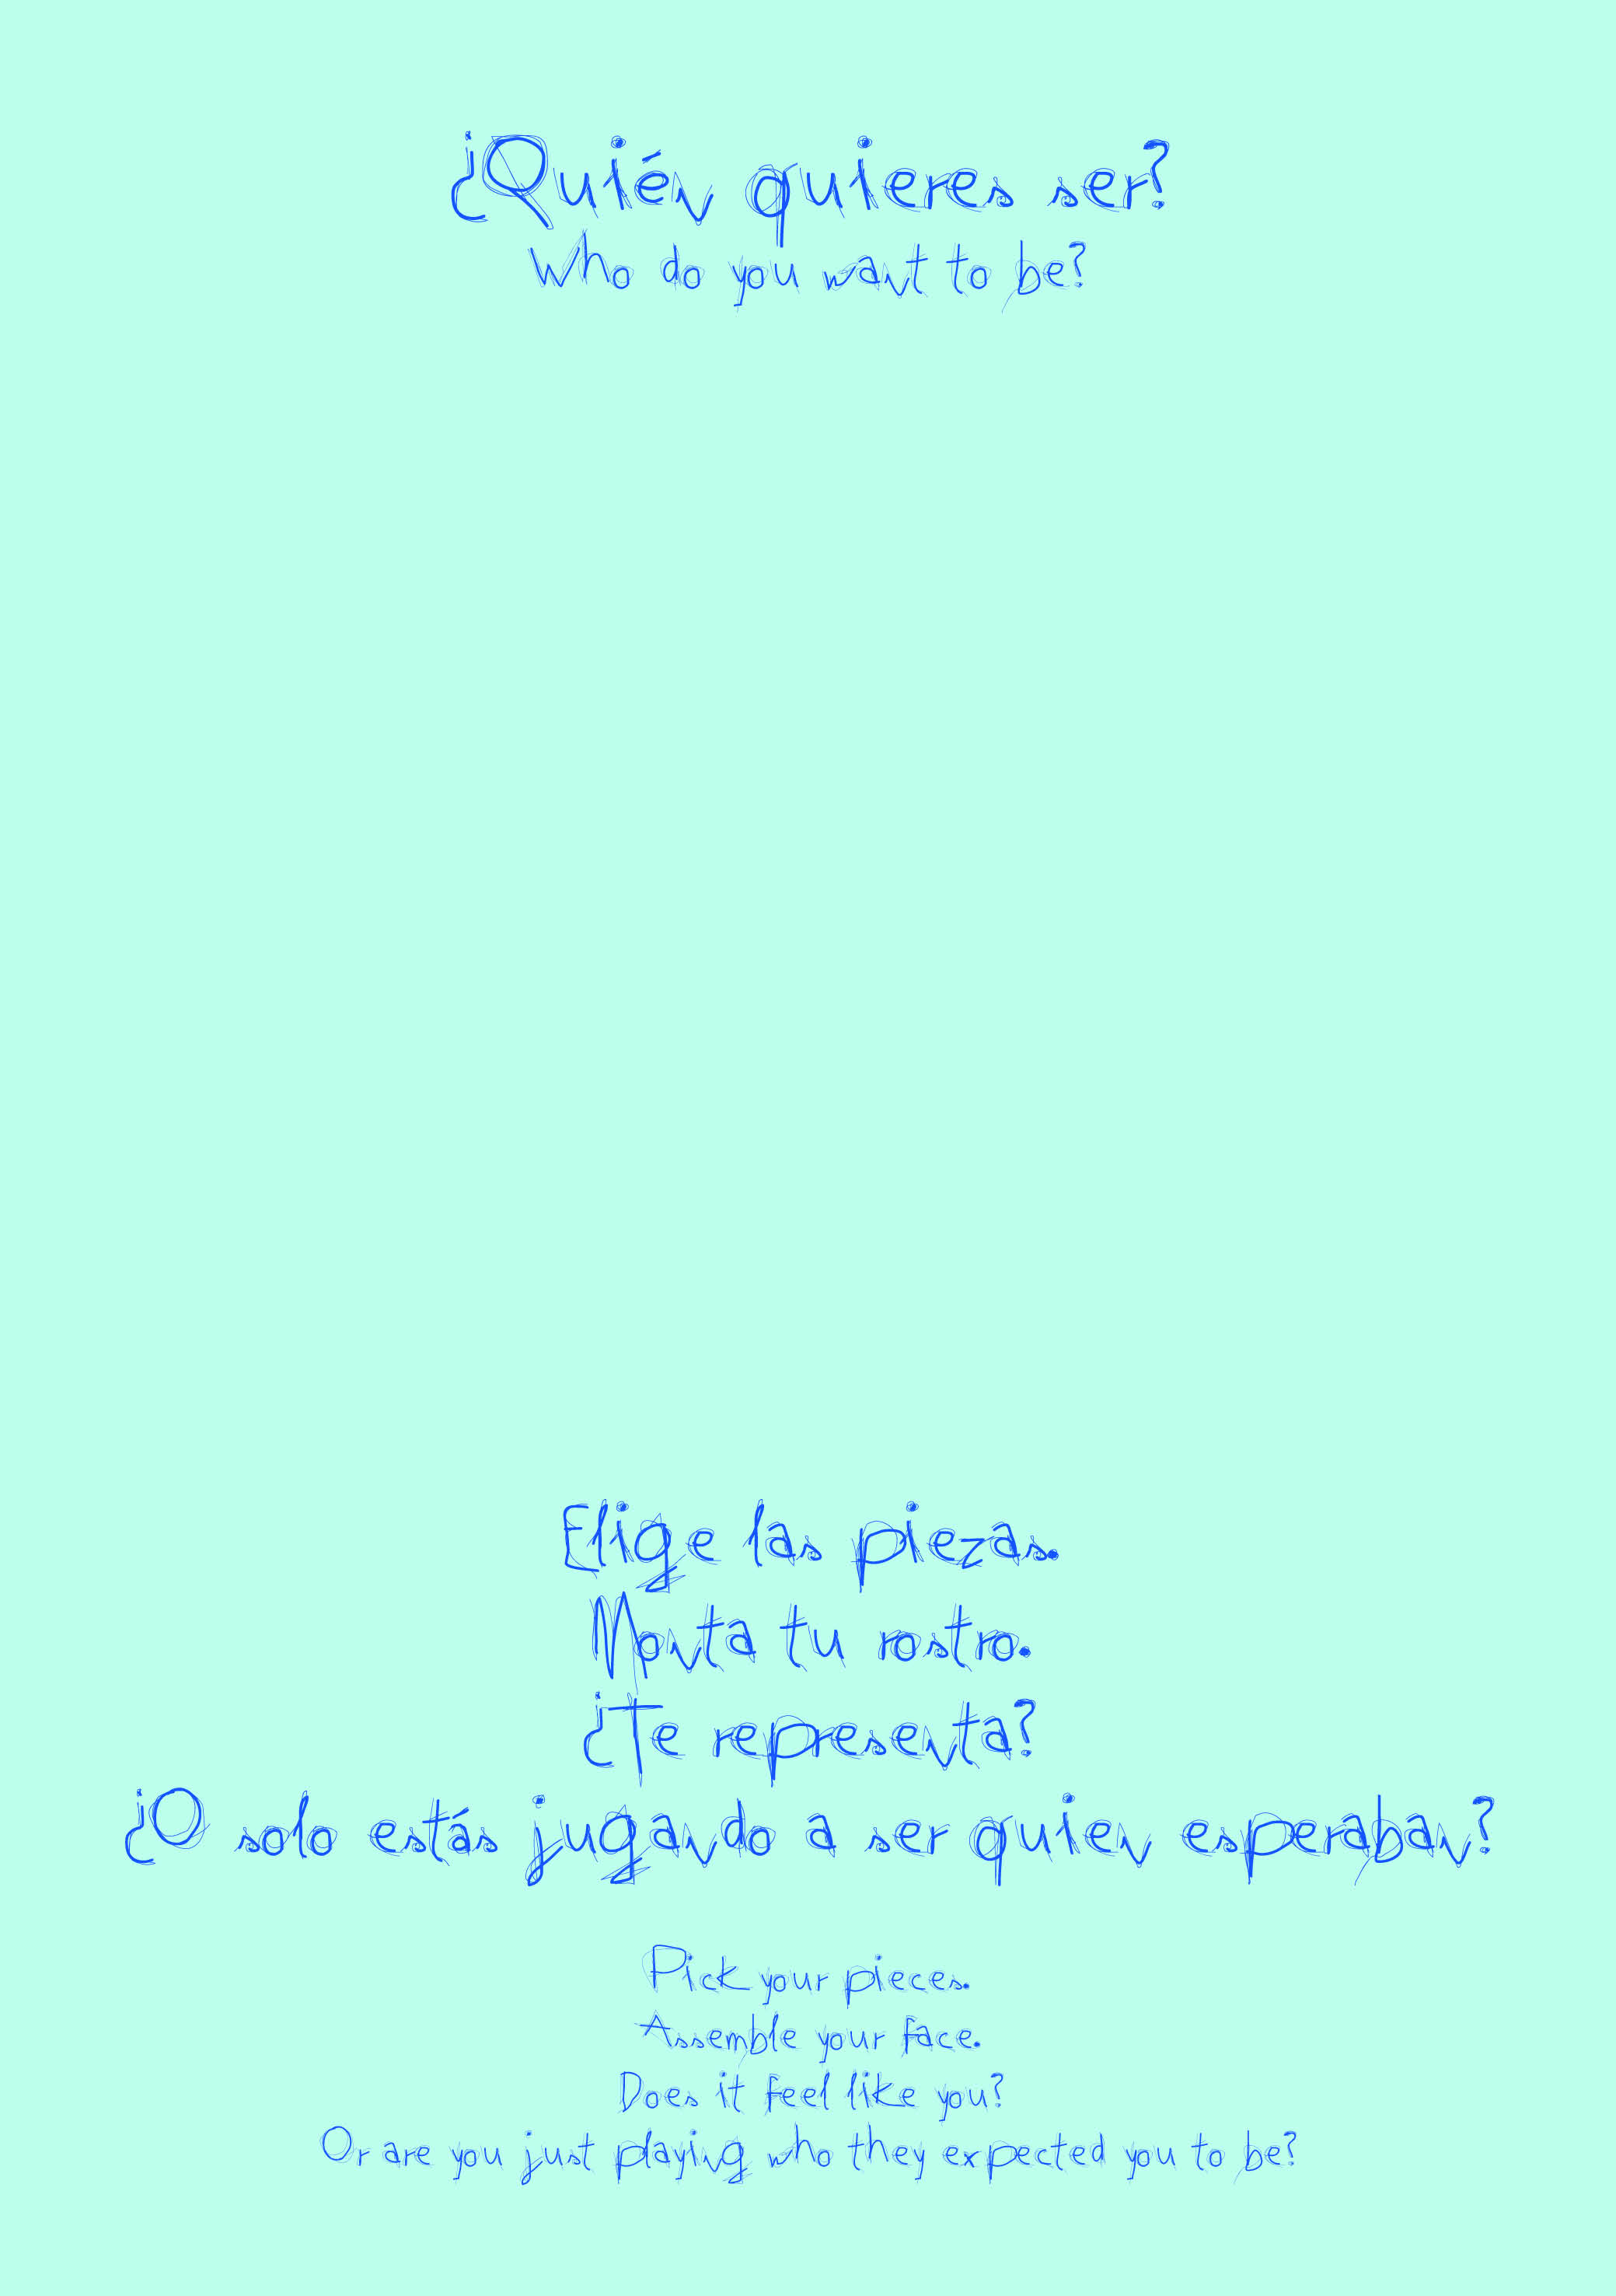 ¿Quién quieres ser?
Who do you want to be?
Elige las piezas.
Monta tu rostro.
¿Te representa?
¿O solo estás jugando a ser quien esperaban?
Pick your pieces.
Assemble your face.
Does it feel like you?
Or are you just playing who they expected you to be?